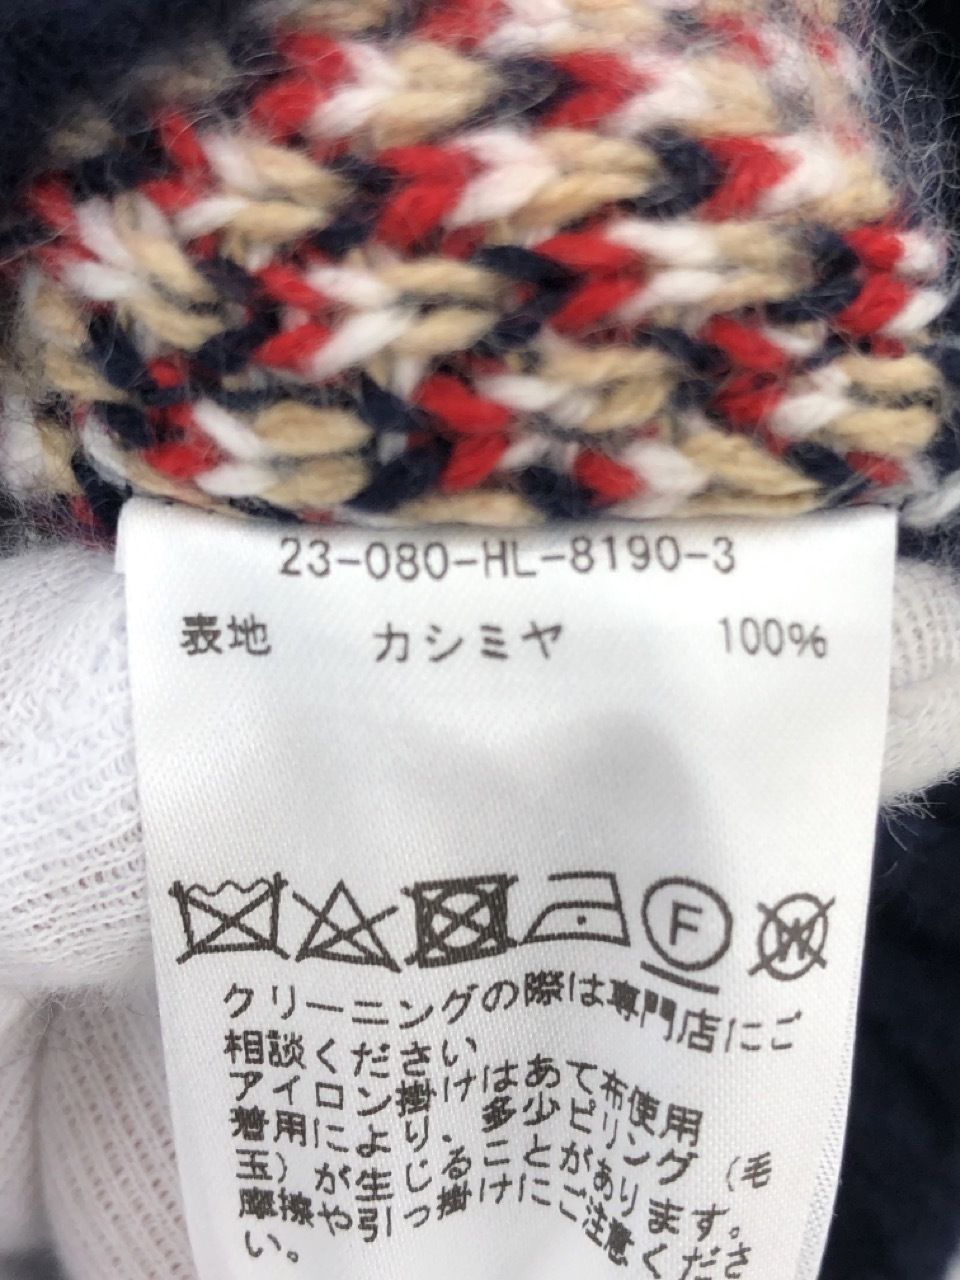 23-080-HL-8190-3
表地 カシミヤ 100%
F W
クリーニングの際は専門店にご
相談ください
アイロン掛けはあて布使用
着用により、多少ピリング（毛
玉）が生じることがあります。
摩擦や引っ掛けにご注意くださ
い。